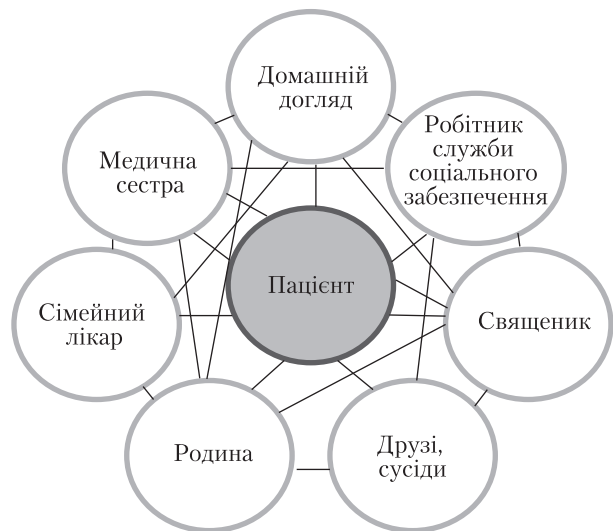 Домашній
догляд
Робітник
служби
соціального
забезпечення
Медична
сестра
Пацієнт
Сімейний
лікар
Священик
Родина
Друзі,
сусіди